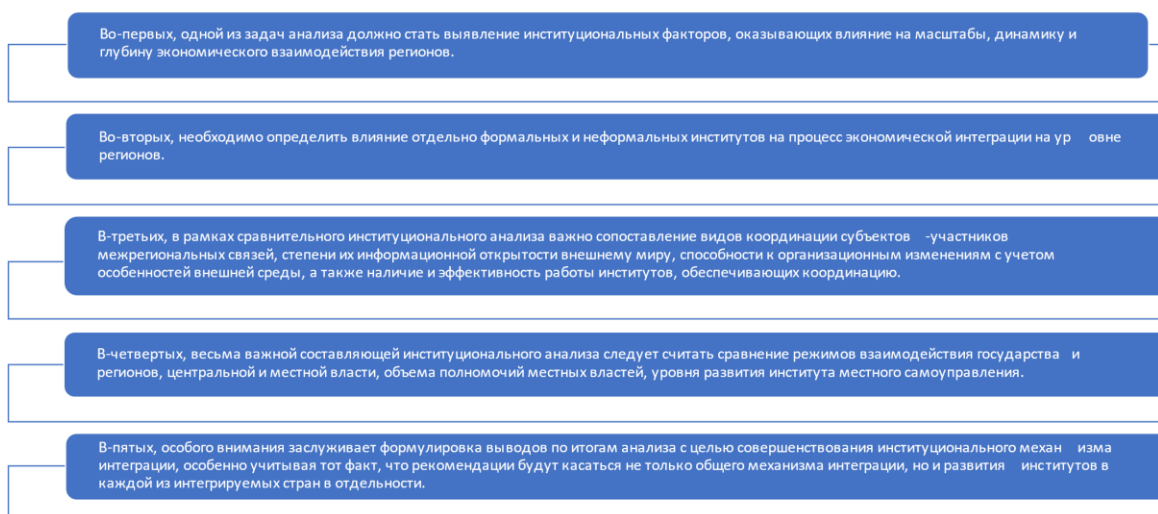 Во-первых, одной из задач анализа должно стать выявление институциональных факторов, оказывающих влияние на масштабы, динамику и
глубину экономического взаимодействия регионов.
Во-вторых, необходимо определить влияние отдельно формальных и неформальных институтов на процесс экономической интеграции на ур овне
регионов.
В-третьих, в рамках сравнительного институционального анализа важно сопоставление видов координации субъектов -участников
межрегиональных связей, степени их информационной открытости внешнему миру, способности к организационным изменениям с учетом
особенностей внешней среды, а также наличие и эффективность работы институтов, обеспечивающих координацию.
В-четвертых, весьма важной составляющей институционального анализа следует считать сравнение режимов взаимодействия государства и
регионов, центральной и местной власти, объема полномочий местных властей, уровня развития института местного самоуправления.
В-пятых, особого внимания заслуживает формулировка выводов по итогам анализа с целью совершенствования институционального механ изма
интеграции, особенно учитывая тот факт, что рекомендации будут касаться не только общего механизма интеграции, но и развития институтов в
каждой из интегрируемых стран в отдельности.